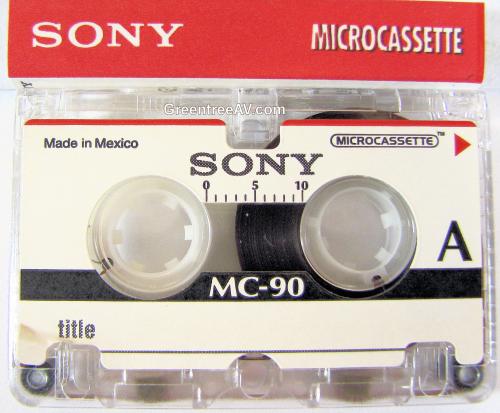 SONY MICROCASSETTE
GreentreeAV.com
Made in Mexico MICROCASSETTE™
SONY
0 5 10
A
MC-90
title